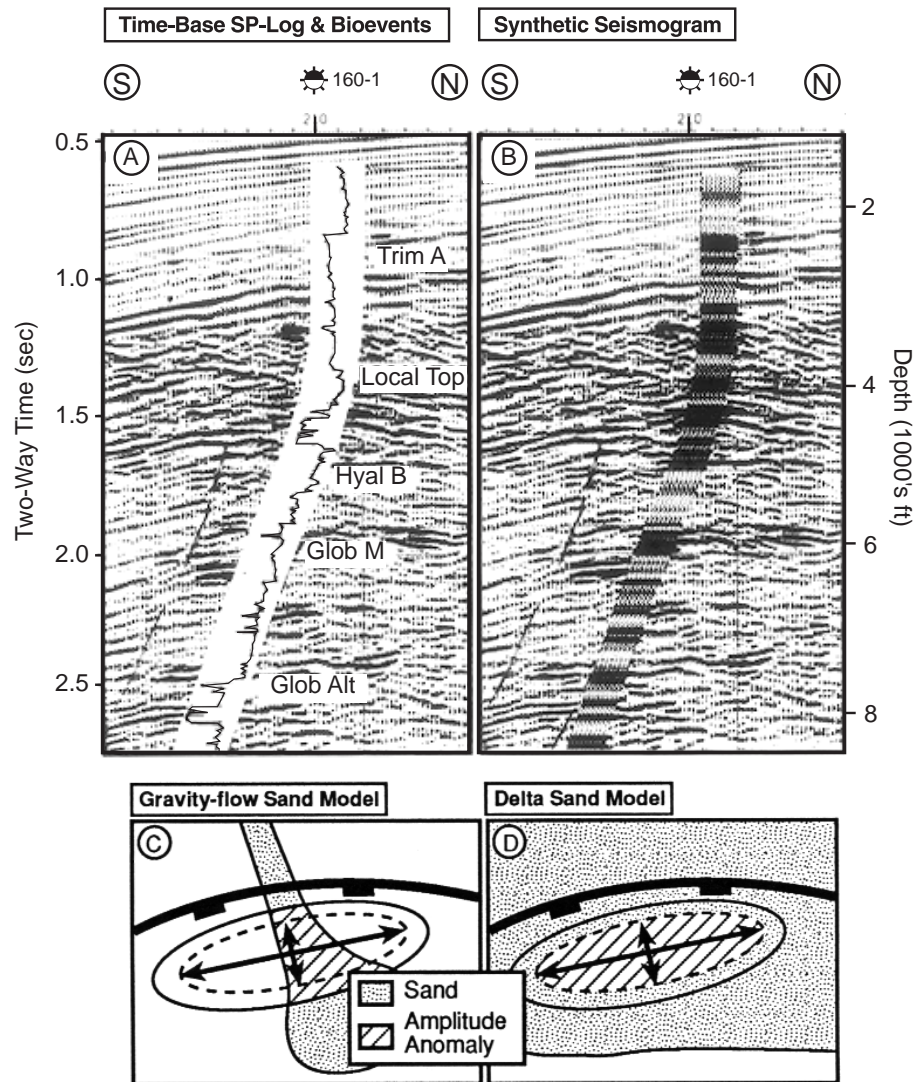 Time-Base SP-Log & Bioevents
Synthetic Seismogram
S
160-1
N
S
160-1
N
210
210
A
B
0.5
1.0
1.5
2.0
2.5
Two-Way Time (sec)
Trim A
Local Top
Hyal B
Glob M
Glob Alt
2
4
6
8
Depth (1000's ft)
Gravity-flow Sand Model
Delta Sand Model
C
D
Sand
Amplitude
Anomaly